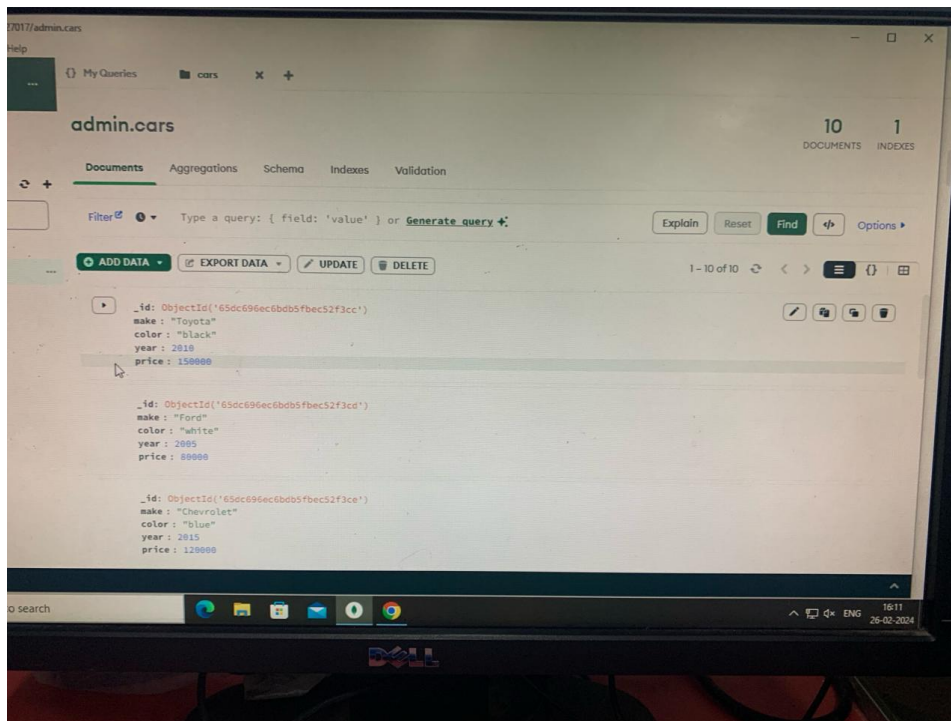 27017/admin.cars
Help
{} My Queries cars × +
admin.cars
10 1
DOCUMENTS INDEXES
Documents Aggregations Schema Indexes Validation
Filter Type a query: { field: 'value' } or Generate query Explain Reset Find </> Options
ADD DATA EXPORT DATA UPDATE DELETE 1 – 10 of 10 {}
_id: ObjectId('65dc696ec6bdb5fbec52f3cc')
make : "Toyota"
color : "black"
year : 2010
price : 150000
_id: ObjectId('65dc696ec6bdb5fbec52f3cd')
make : "Ford"
color : "white"
year : 2005
price : 80000
_id: ObjectId('65dc696ec6bdb5fbec52f3ce')
make : "Chevrolet"
color : "blue"
year : 2015
price : 120000
o search ENG 16:11
26-02-2024
DELL